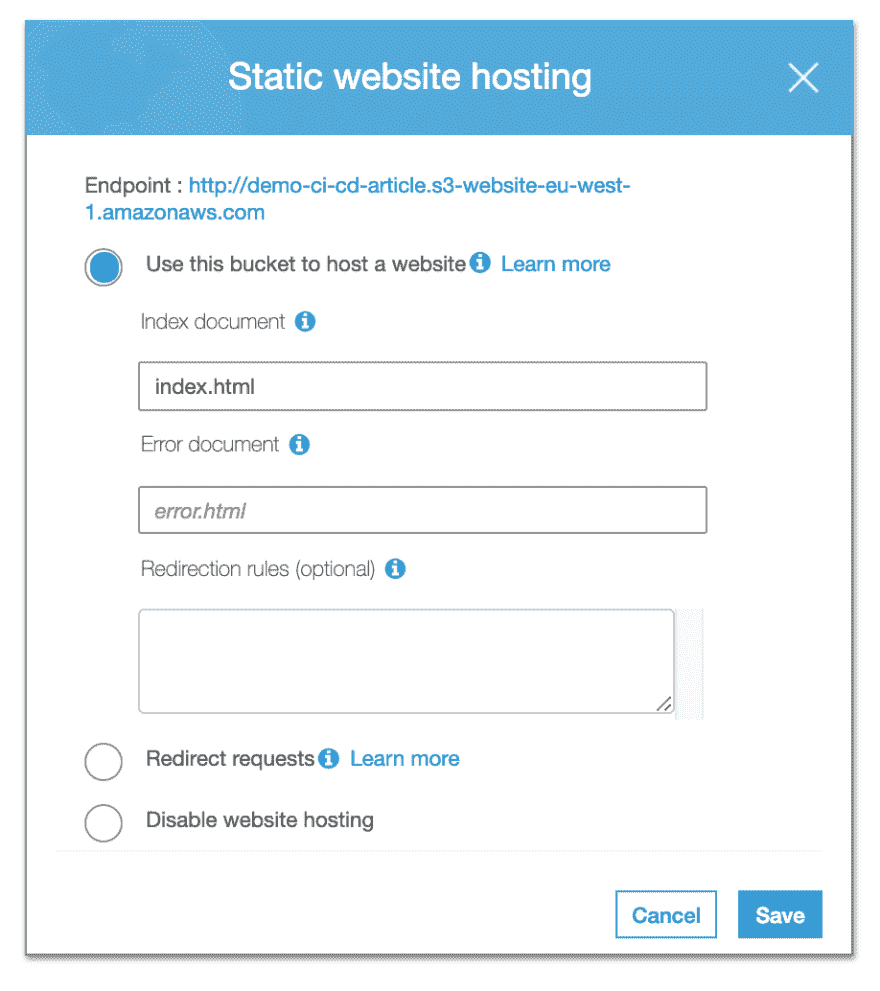 Static website hosting
Endpoint : http://demo-ci-cd-article.s3-website-eu-west-
1.amazonaws.com
Use this bucket to host a website Learn more
Index document
index.html
Error document
error.html
Redirection rules (optional)
Redirect requests Learn more
Disable website hosting
Cancel Save